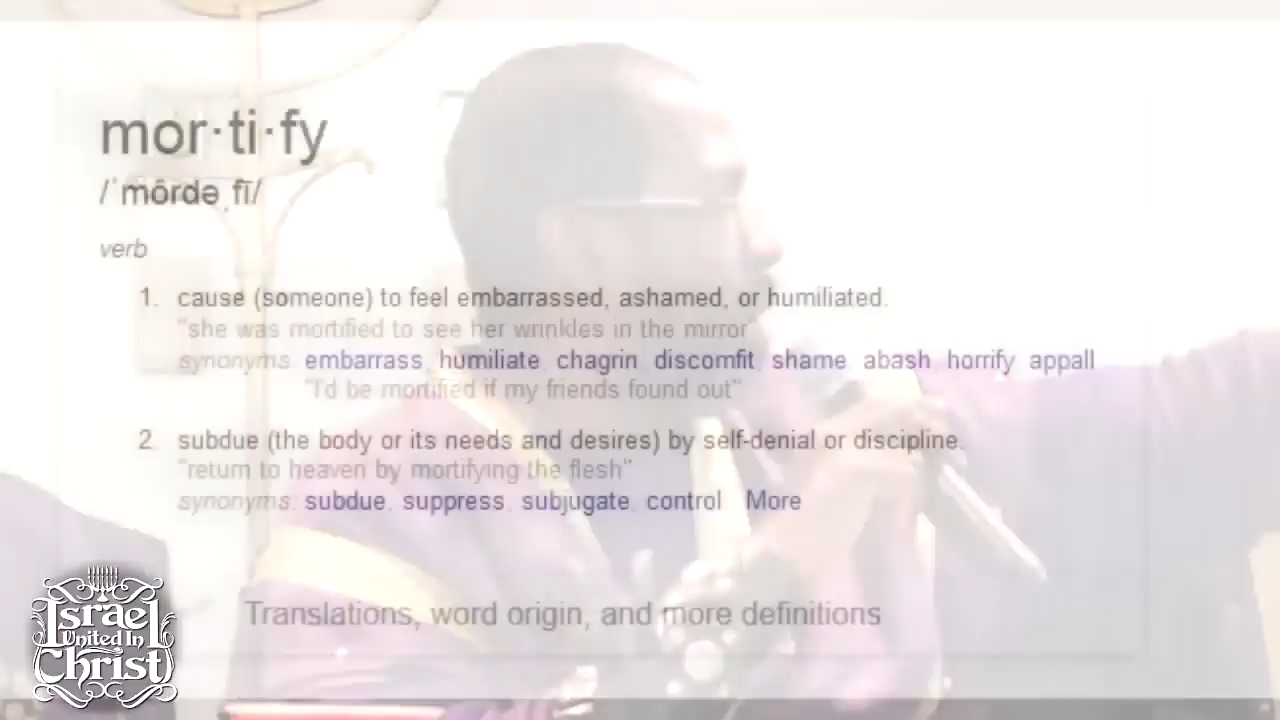 mor·ti·fy
/ˈmôrdəˌfī/
verb
1. cause (someone) to feel embarrassed, ashamed, or humiliated.
"she was mortified to see her wrinkles in the mirror"
synonyms: embarrass, humiliate, chagrin, discomfit, shame, abash, horrify, appall
"I'd be mortified if my friends found out"
2. subdue (the body or its needs and desires) by self-denial or discipline.
"return to heaven by mortifying the flesh"
synonyms: subdue, suppress, subjugate, control More
Translations, word origin, and more definitions
Israel
United In
Christ